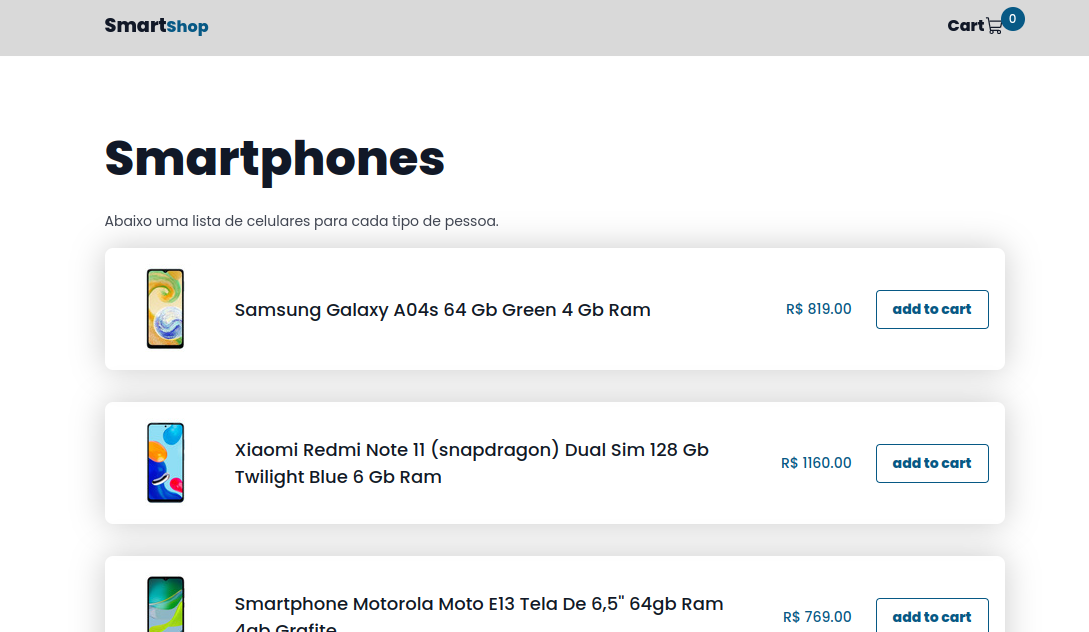 SmartShop
Cart 0
Smartphones
Abaixo uma lista de celulares para cada tipo de pessoa.
Samsung Galaxy A04s 64 Gb Green 4 Gb Ram
R$ 819.00
add to cart
Xiaomi Redmi Note 11 (snapdragon) Dual Sim 128 Gb
Twilight Blue 6 Gb Ram
R$ 1160.00
add to cart
Smartphone Motorola Moto E13 Tela De 6,5" 64gb Ram
4gb Grafite
R$ 769.00
add to cart